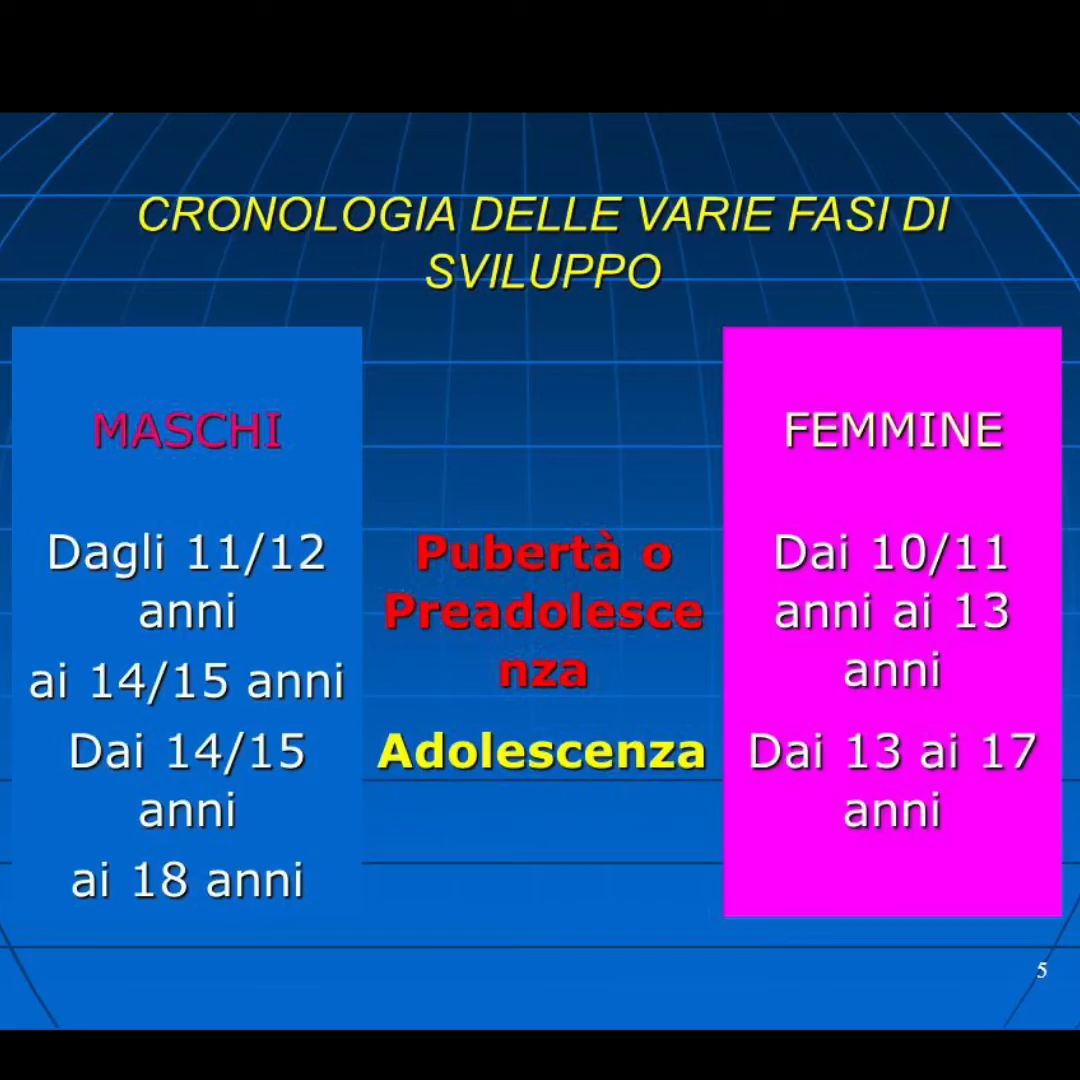 CRONOLOGIA DELLE VARIE FASI DI
SVILUPPO
MASCHI
FEMMINE
Dagli 11/12
anni
ai 14/15 anni
Pubertà o
Preadolesce
nza
Dai 10/11
anni ai 13
anni
Dai 14/15
anni
ai 18 anni
Adolescenza
Dai 13 ai 17
anni
5